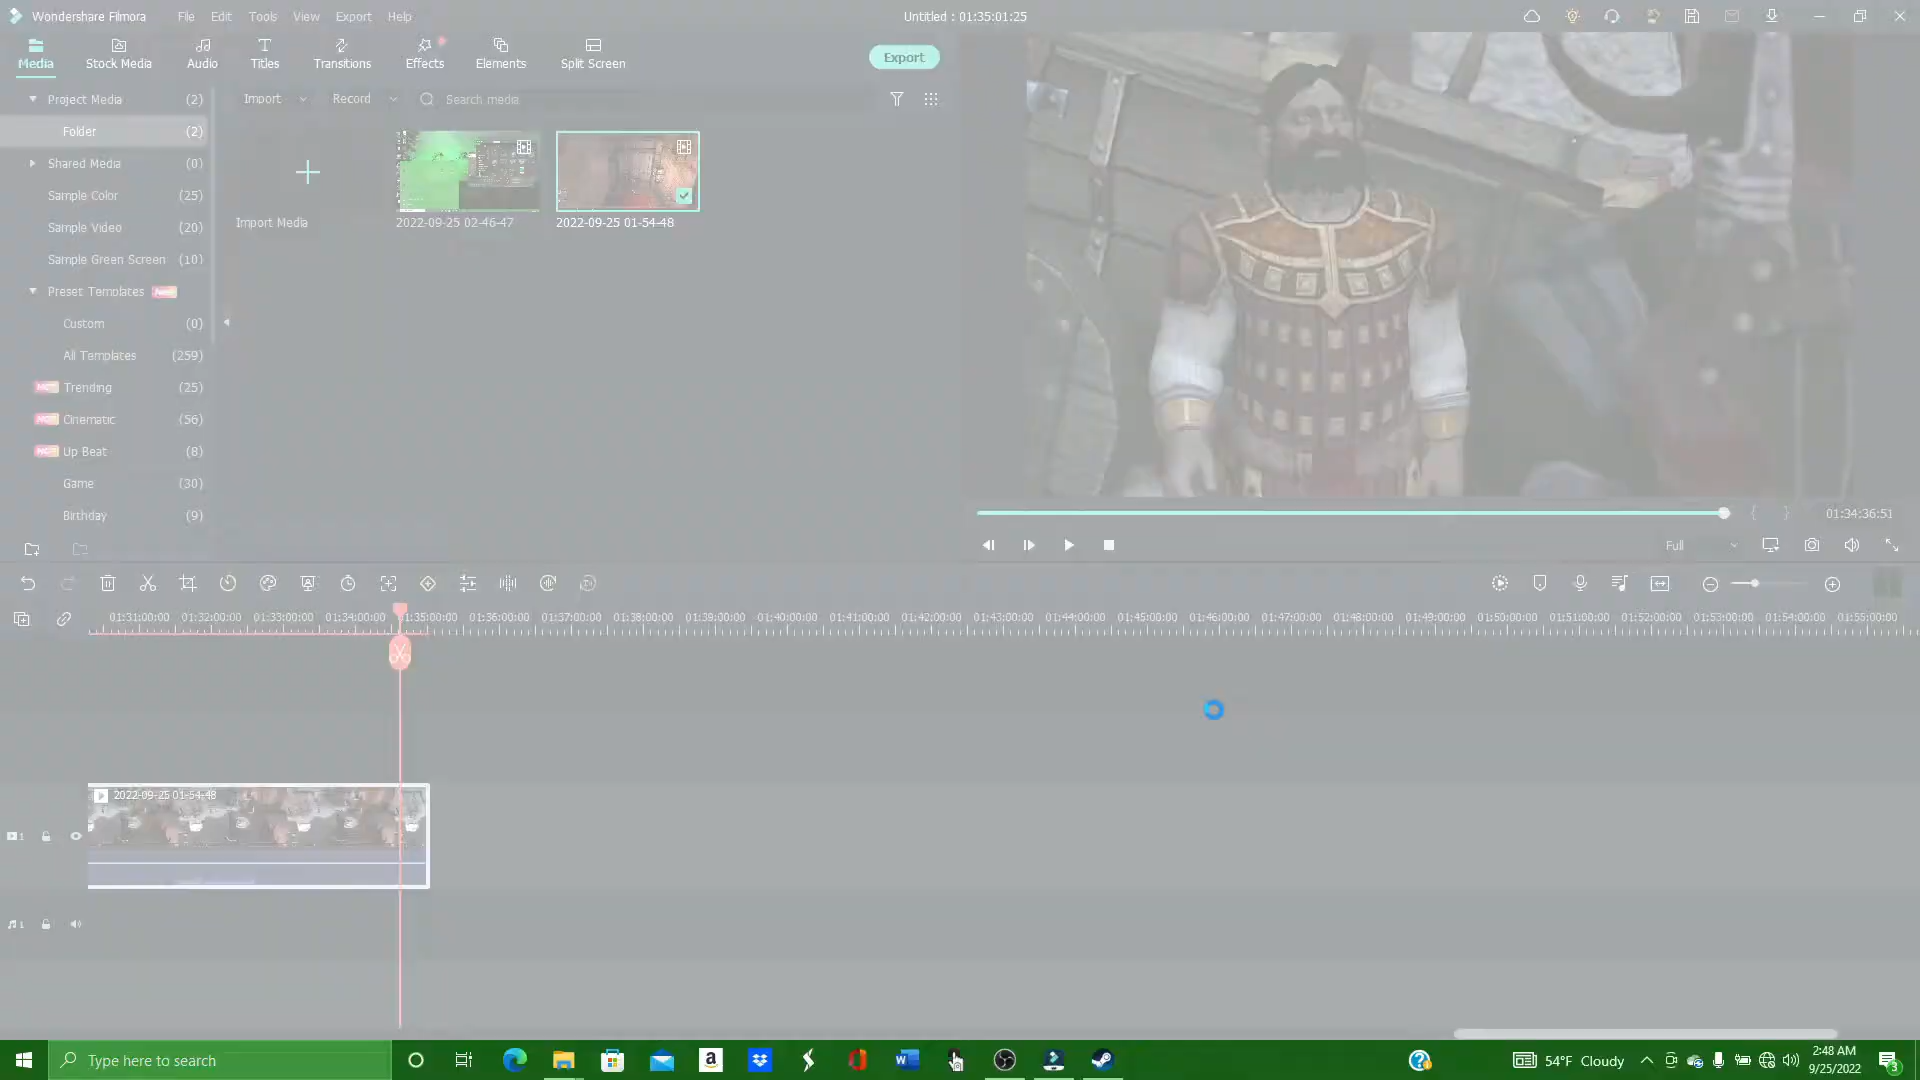 Wondershare Filmora File Edit Tools View Export Help Untitled : 01:35:01:25
Media Stock Media Audio Titles Transitions Effects Elements Split Screen Export
Project Media (2) Import Record Search media
Folder (2)
Shared Media (0)
Sample Color (25)
Import Media 2022-09-25 02-46-47 2022-09-25 01-54-48
Sample Video (20)
Sample Green Screen (10)
Preset Templates
Custom (0)
All Templates (259)
Trending (25)
Cinematic (56)
Up Beat (8)
Game (30)
Birthday (9)
{ } 01:34:36:51
Full
01:31:00:00 01:32:00:00 01:33:00:00 01:34:00:00 01:35:00:00 01:36:00:00 01:37:00:00 01:38:00:00 01:39:00:00 01:40:00:00 01:41:00:00 01:42:00:00 01:43:00:00 01:44:00:00 01:45:00:00 01:46:00:00 01:47:00:00 01:48:00:00 01:49:00:00 01:50:00:00 01:51:00:00 01:52:00:00 01:53:00:00 01:54:00:00 01:55:00:00
2022-09-25 01-54-48
1
1
Type here to search 54°F Cloudy 2:48 AM
9/25/2022 3